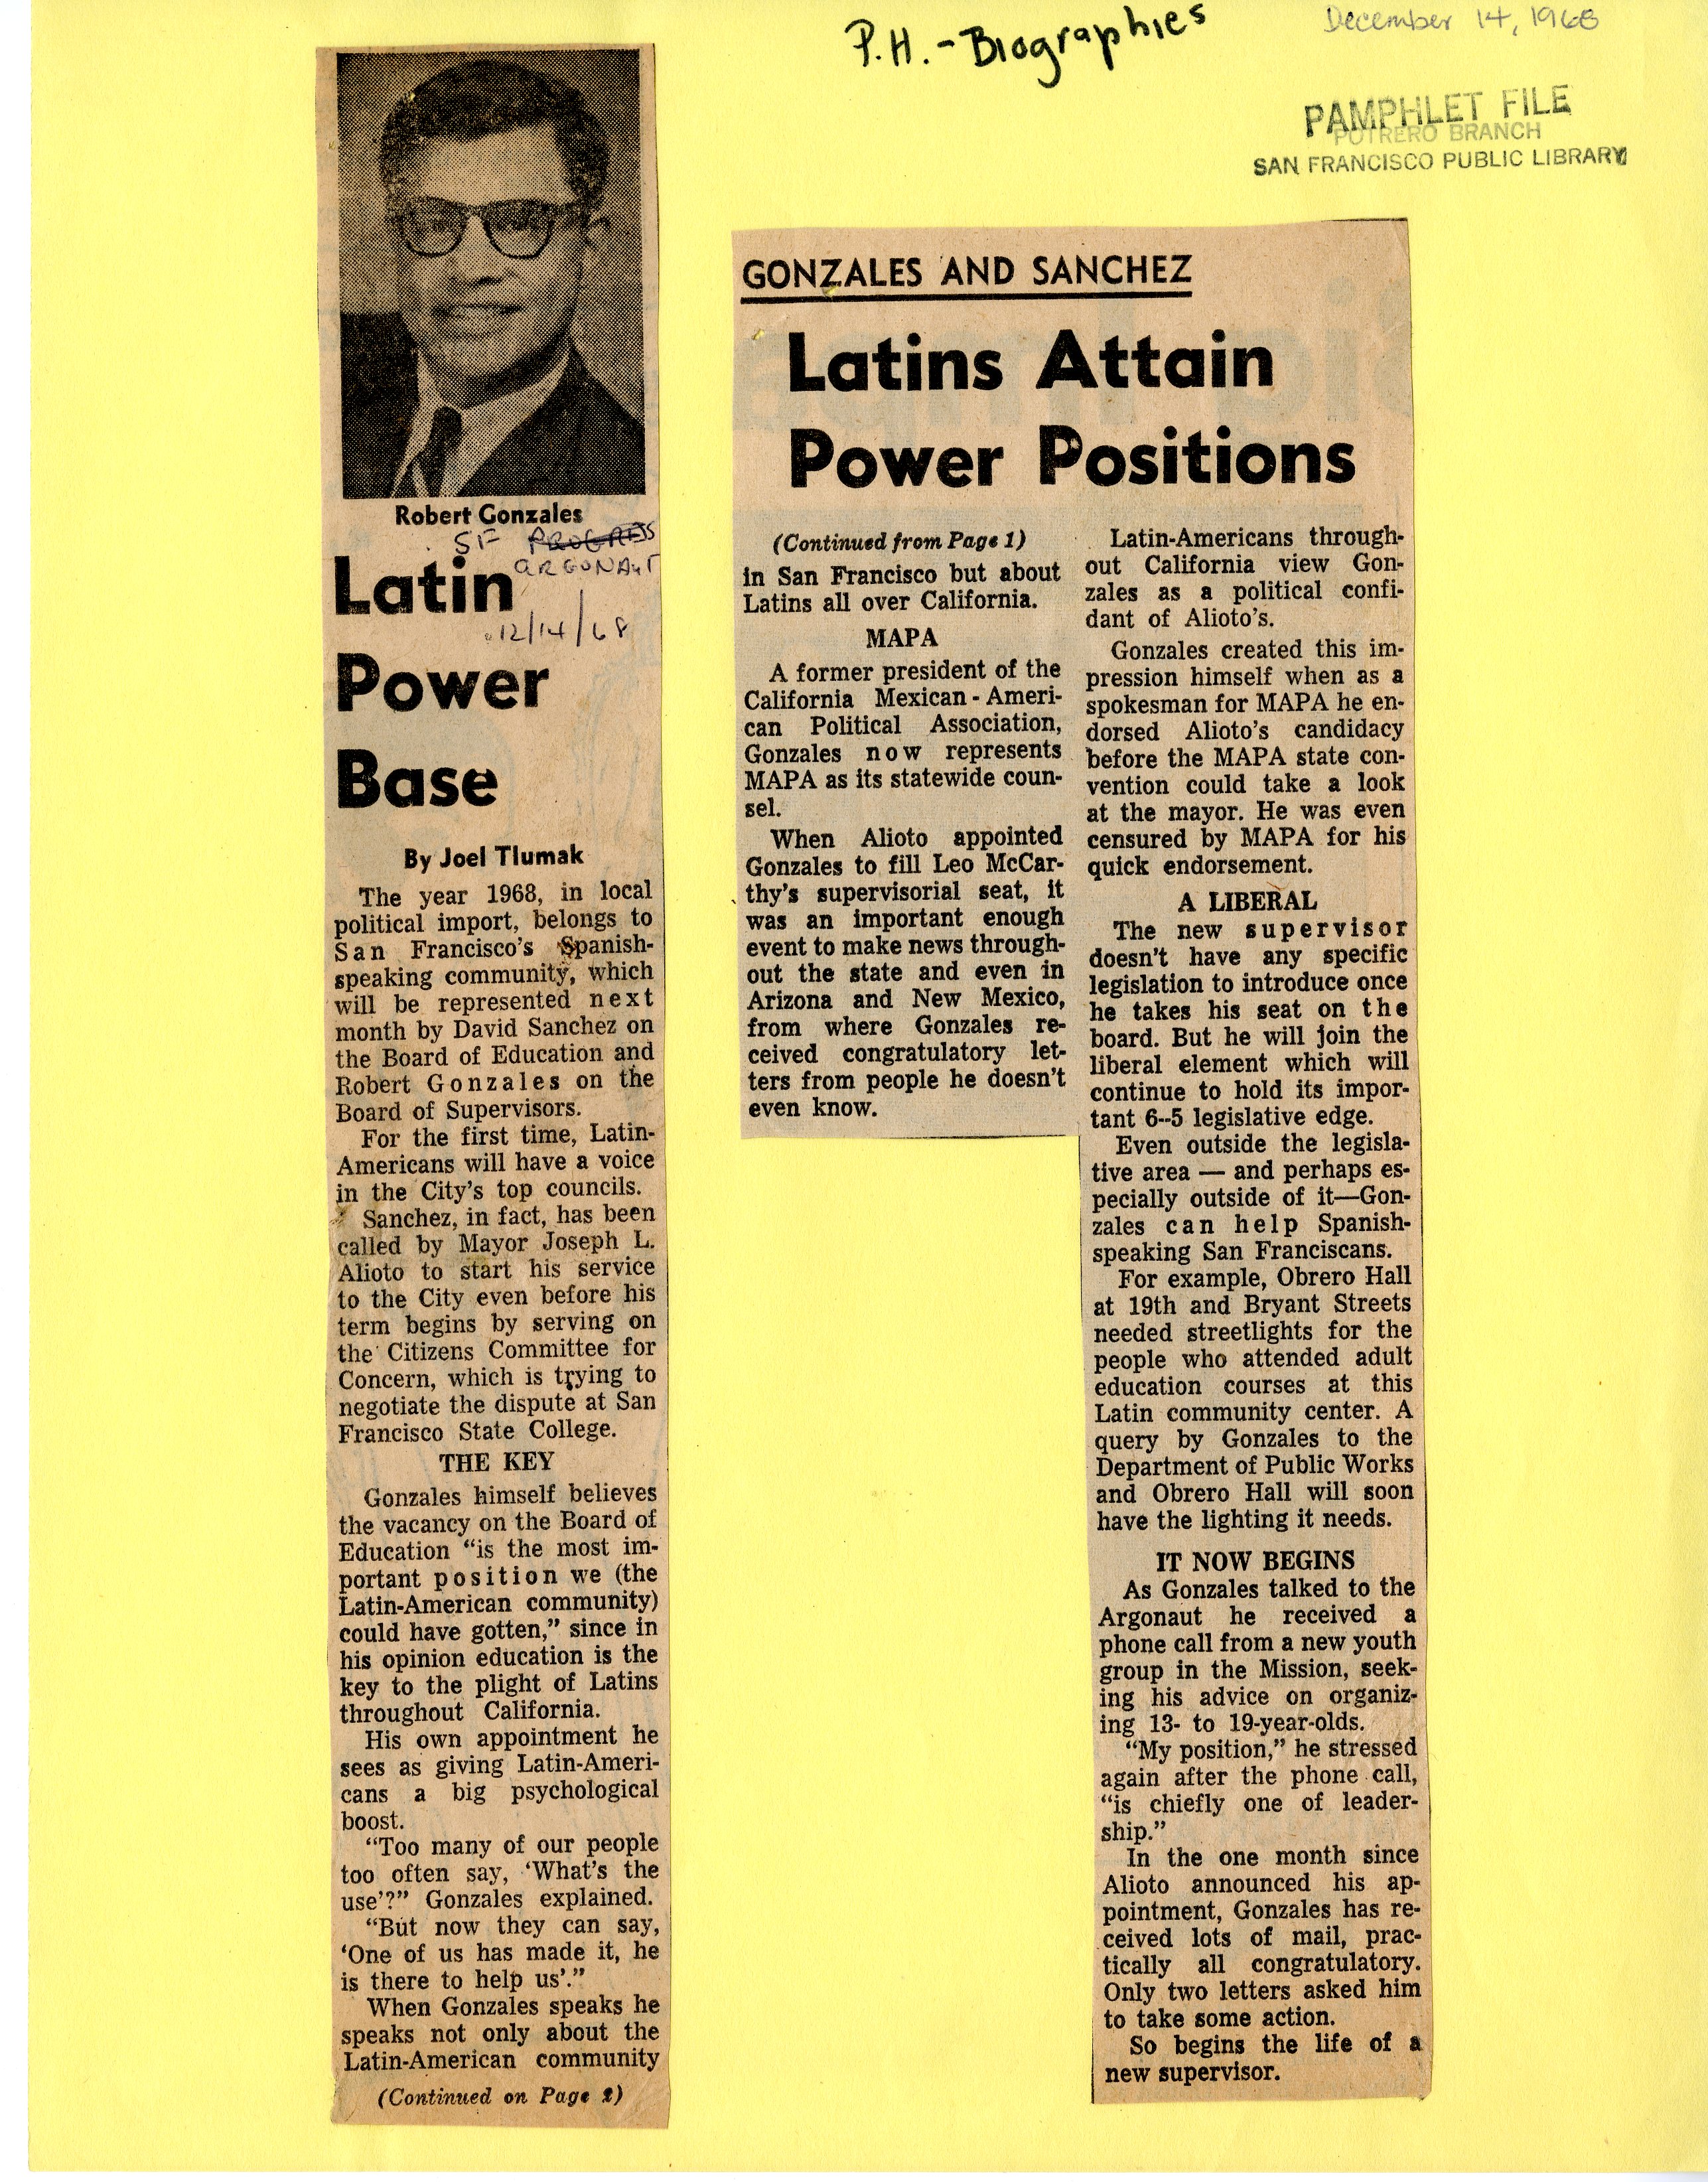 P.H. - Biographies
December 14, 1968
PAMPHLET FILE
POTRERO BRANCH
SAN FRANCISCO PUBLIC LIBRARY
Robert Gonzales
SF PROGRESS
ARGONAUT
12/14/68
Latin
Power
Base
By Joel Tlumak
The year 1968, in local
political import, belongs to
San Francisco's Spanish-
speaking community, which
will be represented next
month by David Sanchez on
the Board of Education and
Robert Gonzales on the
Board of Supervisors.
For the first time, Latin-
Americans will have a voice
in the City's top councils.
Sanchez, in fact, has been
called by Mayor Joseph L.
Alioto to start his service
to the City even before his
term begins by serving on
the Citizens Committee for
Concern, which is trying to
negotiate the dispute at San
Francisco State College.
THE KEY
Gonzales himself believes
the vacancy on the Board of
Education “is the most im-
portant position we (the
Latin-American community)
could have gotten,” since in
his opinion education is the
key to the plight of Latins
throughout California.
His own appointment he
sees as giving Latin-Ameri-
cans a big psychological
boost.
“Too many of our people
too often say, ‘What's the
use’?” Gonzales explained.
“But now they can say,
‘One of us has made it, he
is there to help us’.”
When Gonzales speaks he
speaks not only about the
Latin-American community
(Continued on Page 2)
GONZALES AND SANCHEZ
Latins Attain
Power Positions
(Continued from Page 1)
in San Francisco but about
Latins all over California.
MAPA
A former president of the
California Mexican-Ameri-
can Political Association,
Gonzales now represents
MAPA as its statewide coun-
sel.
When Alioto appointed
Gonzales to fill Leo McCar-
thy's supervisorial seat, it
was an important enough
event to make news through-
out the state and even in
Arizona and New Mexico,
from where Gonzales re-
ceived congratulatory let-
ters from people he doesn't
even know.
Latin-Americans through-
out California view Gon-
zales as a political confi-
dant of Alioto's.
Gonzales created this im-
pression himself when as a
spokesman for MAPA he en-
dorsed Alioto's candidacy
before the MAPA state con-
vention could take a look
at the mayor. He was even
censured by MAPA for his
quick endorsement.
A LIBERAL
The new supervisor
doesn't have any specific
legislation to introduce once
he takes his seat on the
board. But he will join the
liberal element which will
continue to hold its impor-
tant 6--5 legislative edge.
Even outside the legisla-
tive area — and perhaps es-
pecially outside of it—Gon-
zales can help Spanish-
speaking San Franciscans.
For example, Obrero Hall
at 19th and Bryant Streets
needed streetlights for the
people who attended adult
education courses at this
Latin community center. A
query by Gonzales to the
Department of Public Works
and Obrero Hall will soon
have the lighting it needs.
IT NOW BEGINS
As Gonzales talked to the
Argonaut he received a
phone call from a new youth
group in the Mission, seek-
ing his advice on organiz-
ing 13- to 19-year-olds.
“My position,” he stressed
again after the phone call,
“is chiefly one of leader-
ship.”
In the one month since
Alioto announced his ap-
pointment, Gonzales has re-
ceived lots of mail, prac-
tically all congratulatory.
Only two letters asked him
to take some action.
So begins the life of a
new supervisor.